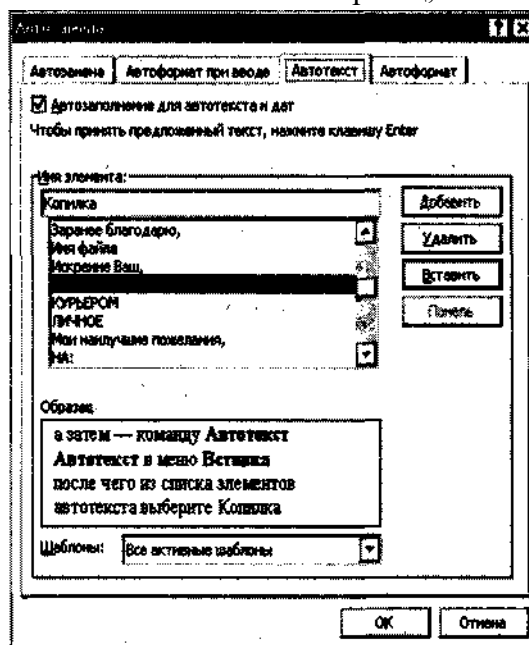 Автозамена Автоформат при вводе Автотекст Автоформат
Автозаполнение для автотекста и дат
Чтобы принять предложенный текст, нажмите клавишу Enter
Имя элемента:
Копилка
Добавить
Заранее благодарю,
Имя файла
Удалить
Искренне Ваш,
Вставить
КУРЬЕРОМ
ЛИЧНОЕ
Панель
Мои наилучшие пожелания,
НА:
Образец
а затем — команду Автотекст
Автотекст в меню Вставка
после чего из списка элементов
автотекста выберите Копилка
Шаблоны: Все активные шаблоны
ОК Отмена